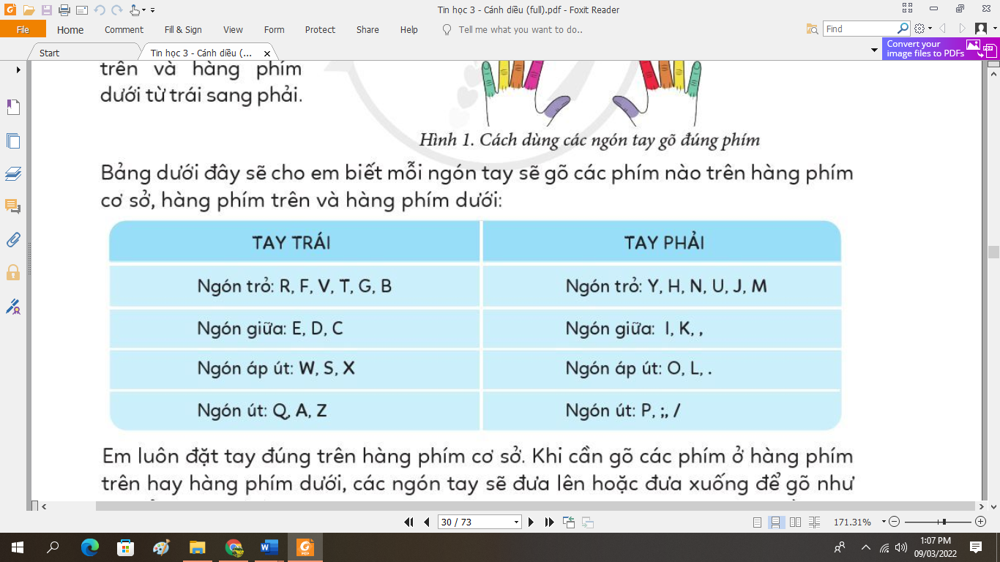 Tin học 3 - Cánh diều (full).pdf - Foxit Reader
File Home Comment Fill & Sign View Form Protect Share Help Tell me what you want to do.. Find
Start Tin học 3 - Cánh diều (... Convert your
image files to PDFs
trên và hàng phím
dưới từ trái sang phải.
Hình 1. Cách dùng các ngón tay gõ đúng phím
Bảng dưới đây sẽ cho em biết mỗi ngón tay sẽ gõ các phím nào trên hàng phím
cơ sở, hàng phím trên và hàng phím dưới:
TAY TRÁI TAY PHẢI
Ngón trỏ: R, F, V, T, G, B Ngón trỏ: Y, H, N, U, J, M
Ngón giữa: E, D, C Ngón giữa: I, K, ,
Ngón áp út: W, S, X Ngón áp út: O, L, .
Ngón út: Q, A, Z Ngón út: P, ;, /
Em luôn đặt tay đúng trên hàng phím cơ sở. Khi cần gõ các phím ở hàng phím
trên hay hàng phím dưới, các ngón tay sẽ đưa lên hoặc đưa xuống để gõ như
30 / 73 171.31%
1:07 PM
09/03/2022